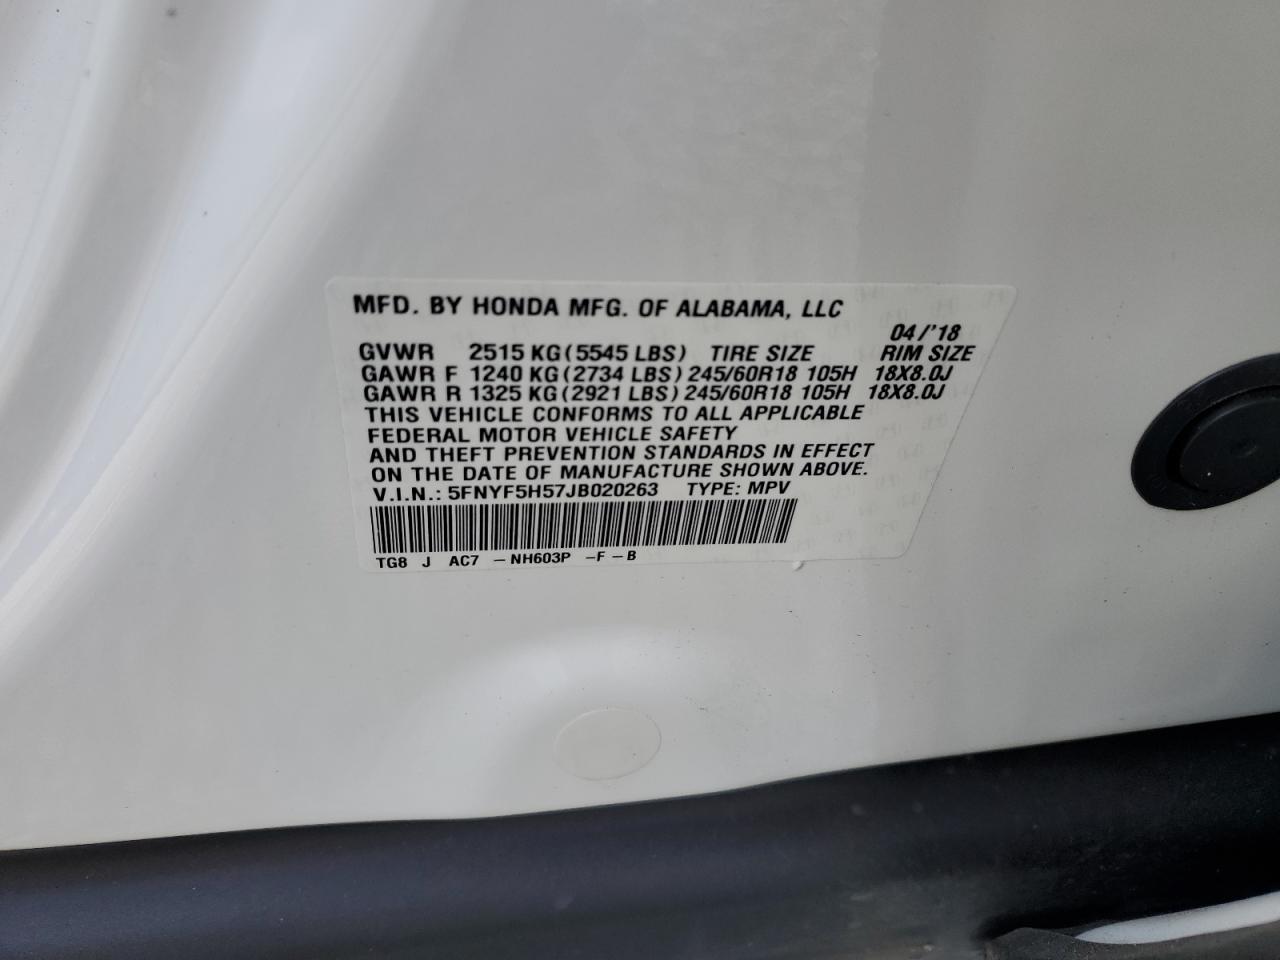 MFD. BY HONDA MFG. OF ALABAMA, LLC
04/'18
GVWR 2515 KG (5545 LBS) TIRE SIZE RIM SIZE
GAWR F 1240 KG (2734 LBS) 245/60R18 105H 18X8.0J
GAWR R 1325 KG (2921 LBS) 245/60R18 105H 18X8.0J
THIS VEHICLE CONFORMS TO ALL APPLICABLE
FEDERAL MOTOR VEHICLE SAFETY
AND THEFT PREVENTION STANDARDS IN EFFECT
ON THE DATE OF MANUFACTURE SHOWN ABOVE.
V.I.N.: 5FNYF5H57JB020263 TYPE: MPV
TG8 J AC7 – NH603P – F – B